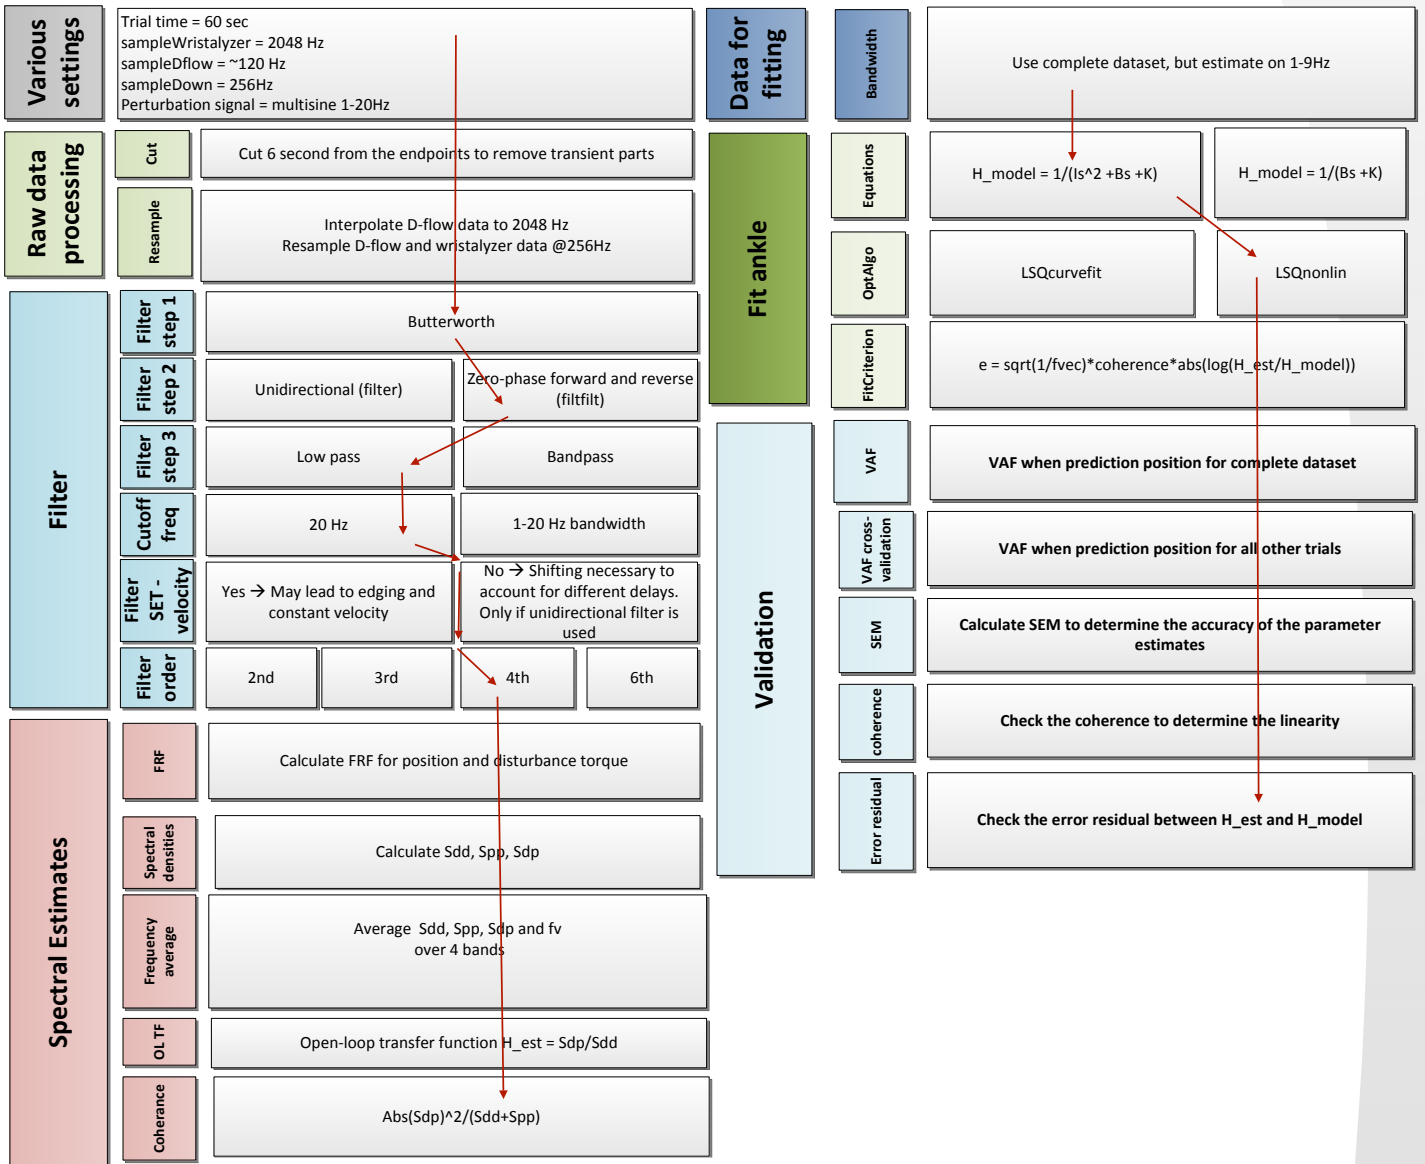 Various
settings
Trial time = 60 sec
sampleWristalyzer = 2048 Hz
sampleDflow = ~120 Hz
sampleDown = 256Hz
Perturbation signal = multisine 1-20Hz
Raw data
processing
Cut
Cut 6 second from the endpoints to remove transient parts
Resample
Interpolate D-flow data to 2048 Hz
Resample D-flow and wristalyzer data @256Hz
Filter
Filter
step 1
Butterworth
Filter
step 2
Unidirectional (filter)
Zero-phase forward and reverse
(filtfilt)
Filter
step 3
Low pass
Bandpass
Cutoff
freq
20 Hz
1-20 Hz bandwidth
Filter
SET -
velocity
Yes → May lead to edging and
constant velocity
No → Shifting necessary to
account for different delays.
Only if unidirectional filter is
used
Filter
order
2nd
3rd
4th
6th
Spectral Estimates
FRF
Calculate FRF for position and disturbance torque
Spectral
densities
Calculate Sdd, Spp, Sdp
Frequency
average
Average  Sdd, Spp, Sdp and fv
over 4 bands
OL TF
Open-loop transfer function H_est = Sdp/Sdd
Coherance
Abs(Sdp)^2/(Sdd+Spp)
Data for
fitting
Bandwidth
Use complete dataset, but estimate on 1-9Hz
Fit ankle
Equations
H_model = 1/(Is^2 +Bs +K)
H_model = 1/(Bs +K)
OptAlgo
LSQcurvefit
LSQnonlin
FitCriterion
e = sqrt(1/fvec)*coherence*abs(log(H_est/H_model))
Validation
VAF
VAF when prediction position for complete dataset
VAF cross-
validation
VAF when prediction position for all other trials
SEM
Calculate SEM to determine the accuracy of the parameter
estimates
coherence
Check the coherence to determine the linearity
Error residual
Check the error residual between H_est and H_model